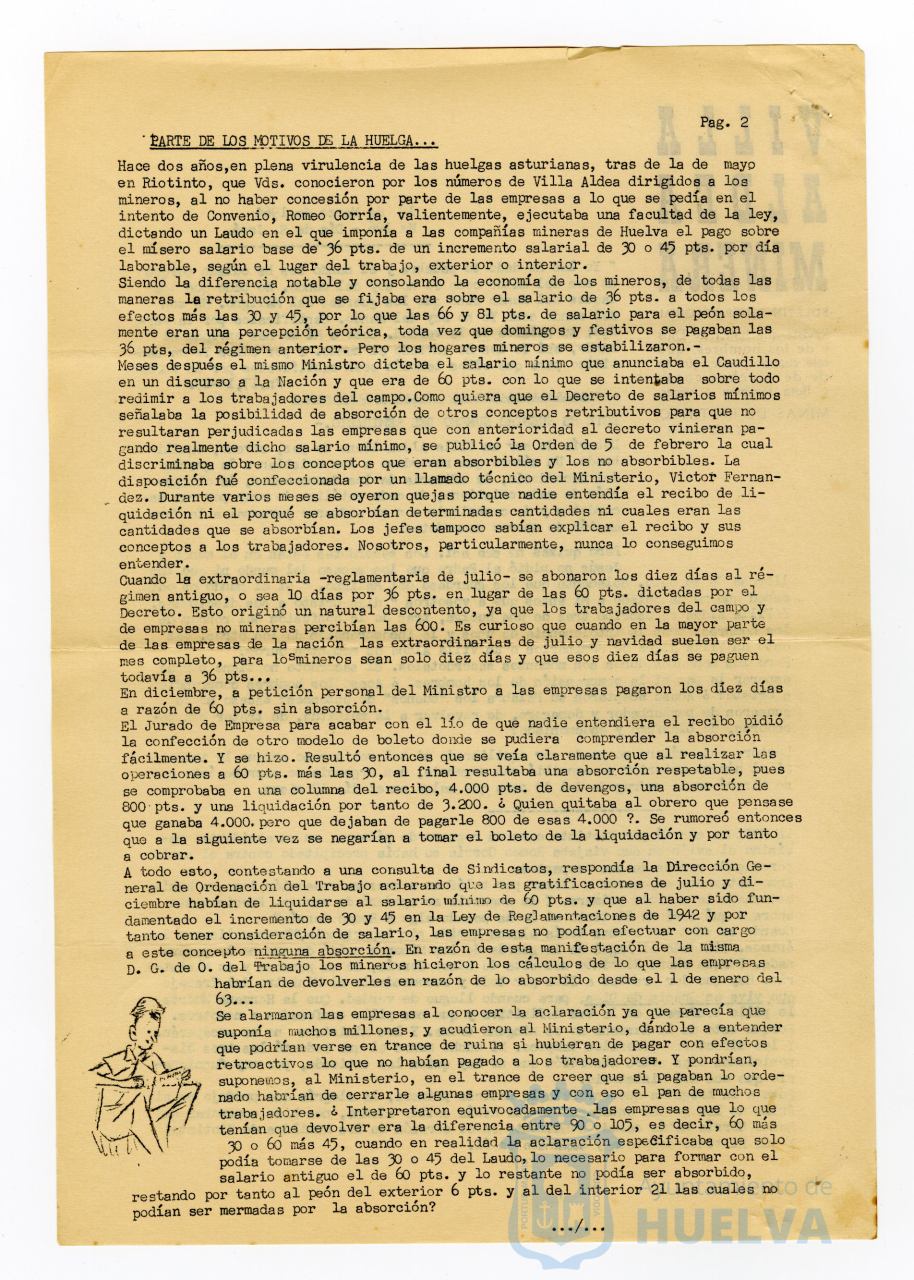 Pag. 2
PARTE DE LOS MOTIVOS DE LA HUELGA...
Hace dos años,en plena virulencia de las huelgas asturianas, tras de la de mayo
en Riotinto, que Vds. conocieron por los números de Villa Aldea dirigidos a los
mineros, al no haber concesión por parte de las empresas a lo que se pedía en el
intento de Convenio, Romeo Gorría, valientemente, ejecutaba una facultad de la ley,
dictando un Laudo en el que imponía a las compañías mineras de Huelva el pago sobre
el mísero salario base de 36 pts. de un incremento salarial de 30 o 45 pts. por día
laborable, según el lugar del trabajo, exterior o interior.
Siendo la diferencia notable y consolando la economía de los mineros, de todas las
maneras la retribución que se fijaba era sobre el salario de 36 pts. a todos los
efectos más las 30 y 45, por lo que las 66 y 81 pts. de salario para el peón sola-
mente eran una percepción teórica, toda vez que domingos y festivos se pagaban las
36 pts, del régimen anterior. Pero los hogares mineros se estabilizaron.-
Meses después el mismo Ministro dictaba el salario mínimo que anunciaba el Caudillo
en un discurso a la Nación y que era de 60 pts. con lo que se intentaba sobre todo
redimir a los trabajadores del campo.Como quiera que el Decreto de salarios mínimos
señalaba la posibilidad de absorción de otros conceptos retributivos para que no
resultaran perjudicadas las empresas que con anterioridad al decreto vinieran pa-
gando realmente dicho salario mínimo, se publicó la Orden de 5 de febrero la cual
discriminaba sobre los conceptos que eran absorbibles y los no absorbibles. La
disposición fué confeccionada por un llamado técnico del Ministerio, Victor Fernan-
dez. Durante varios meses se oyeron quejas porque nadie entendía el recibo de li-
quidación ni el porqué se absorbían determinadas cantidades ni cuales eran las
cantidades que se absorbían. Los jefes tampoco sabían explicar el recibo y sus
conceptos a los trabajadores. Nosotros, particularmente, nunca lo conseguimos
entender.
Cuando la extraordinaria -reglamentaria de julio- se abonaron los diez días al ré-
gimen antiguo, o sea 10 días por 36 pts. en lugar de las 60 pts. dictadas por el
Decreto. Esto originó un natural descontento, ya que los trabajadores del campo y
de empresas no mineras percibían las 600. Es curioso que cuando en la mayor parte
de las empresas de la nación las extraordinarias de julio y navidad suelen ser el
mes completo, para los mineros sean solo diez días y que esos diez días se paguen
todavía a 36 pts...
En diciembre, a petición personal del Ministro a las empresas pagaron los díez días
a razón de 60 pts. sin absorción.
El Jurado de Empresa para acabar con el lío de que nadie entendiera el recibo pidió
la confección de otro modelo de boleto donde se pudiera comprender la absorción
fácilmente. Y se hizo. Resultó entonces que se veía claramente que al realizar las
operaciones a 60 pts. más las 30, al final resultaba una absorción respetable, pues
se comprobaba en una columna del recibo, 4.000 pts. de devengos, una absorción de
800 pts. y una liquidación por tanto de 3.200. ¿ Quien quitaba al obrero que pensase
que ganaba 4.000. pero que dejaban de pagarle 800 de esas 4.000 ?. Se rumoreó entonces
que a la siguiente vez se negarían a tomar el boleto de la liquidación y por tanto
a cobrar.
A todo esto, contestando a una consulta de Sindicatos, respondía la Dirección Ge-
neral de Ordenación del Trabajo aclarando que las gratificaciones de julio y di-
ciembre habían de liquidarse al salario mínimo de 60 pts. y que al haber sido fun-
damentado el incremento de 30 y 45 en la Ley de Reglamentaciones de 1942 y por
tanto tener consideración de salario, las empresas no podían efectuar con cargo
a este concepto ninguna absorción. En razón de esta manifestación de la misma
D. G. de O. del Trabajo los mineros hicieron los cálculos de lo que las empresas
habrían de devolverles en razón de lo absorbido desde el 1 de enero del
63...
Se alarmaron las empresas al conocer la aclaración ya que parecía que
suponía muchos millones, y acudieron al Ministerio, dándole a entender
que podrían verse en trance de ruina si hubieran de pagar con efectos
retroactivos lo que no habían pagado a los trabajadores. Y pondrían,
suponemos, al Ministerio, en el trance de creer que si pagaban lo orde-
nado habrían de cerrarle algunas empresas y con eso el pan de muchos
trabajadores. ¿ Interpretaron equivocadamente las empresas que lo que
tenían que devolver era la diferencia entre 90 o 105, es decir, 60 más
30 o 60 más 45, cuando en realidad la aclaración especificaba que solo
podía tomarse de las 30 o 45 del Laudo,lo necesario para formar con el
salario antiguo el de 60 pts. y lo restante no podía ser absorbido,
restando por tanto al peón del exterior 6 pts. y al del interior 21 las cuales no
podían ser mermadas por la absorción?
.../...
Ayuntamiento de
HUELVA